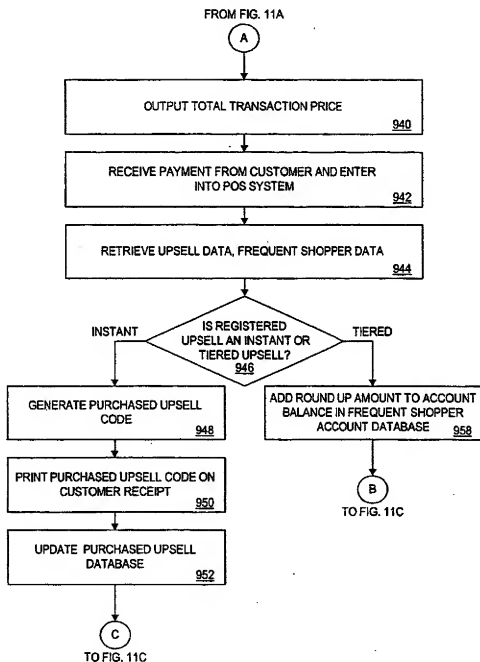 FROM FIG. 11A
A
OUTPUT TOTAL TRANSACTION PRICE
940
RECEIVE PAYMENT FROM CUSTOMER AND ENTER
INTO POS SYSTEM
942
RETRIEVE UPSELL DATA, FREQUENT SHOPPER DATA
944
INSTANT
IS REGISTERED
UPSELL AN INSTANT OR
TIERED UPSELL?
946
TIERED
GENERATE PURCHASED UPSELL
CODE
948
ADD ROUND UP AMOUNT TO ACCOUNT
BALANCE IN FREQUENT SHOPPER
ACCOUNT DATABASE
958
PRINT PURCHASED UPSELL CODE ON
CUSTOMER RECEIPT
950
B
TO FIG. 11C
UPDATE PURCHASED UPSELL
DATABASE
952
C
TO FIG. 11C